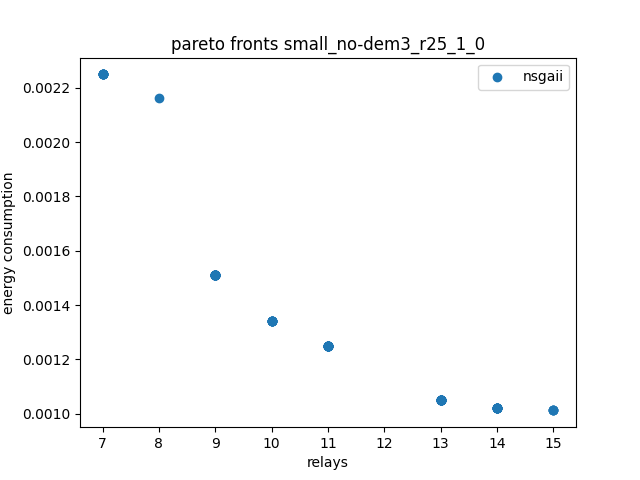 pareto fronts small_no-dem3_r25_1_0
nsgaii
0.0022
0.0020
0.0018
0.0016
0.0014
0.0012
0.0010
energy consumption
7 8 9 10 11 12 13 14 15
relays